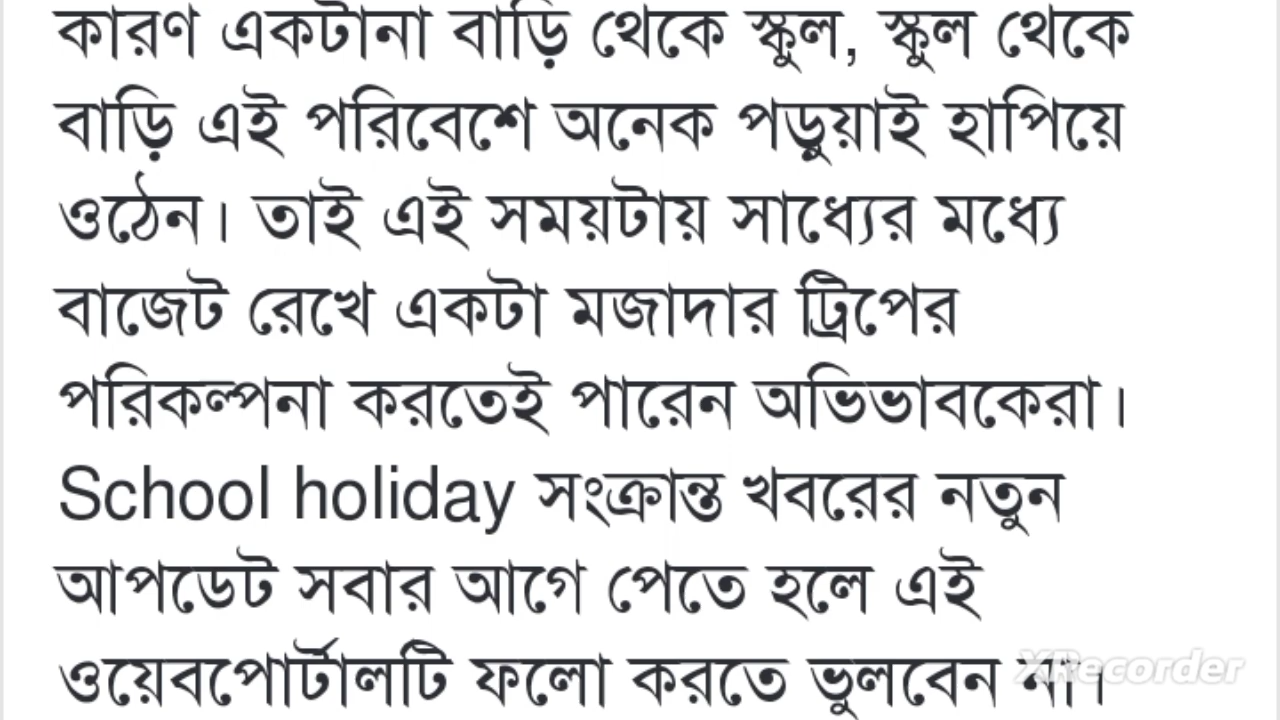 কারণ একটানা বাড়ি থেকে স্কুল, স্কুল থেকে
বাড়ি এই পরিবেশে অনেক পড়ুয়াই হাপিয়ে
ওঠেন। তাই এই সময়টায় সাধ্যের মধ্যে
বাজেট রেখে একটা মজাদার ট্রিপের
পরিকল্পনা করতেই পারেন অভিভাবকেরা।
School holiday সংক্রান্ত খবরের নতুন
আপডেট সবার আগে পেতে হলে এই
ওয়েবপোর্টালটি ফলো করতে ভুলবেন না।
XRecorder